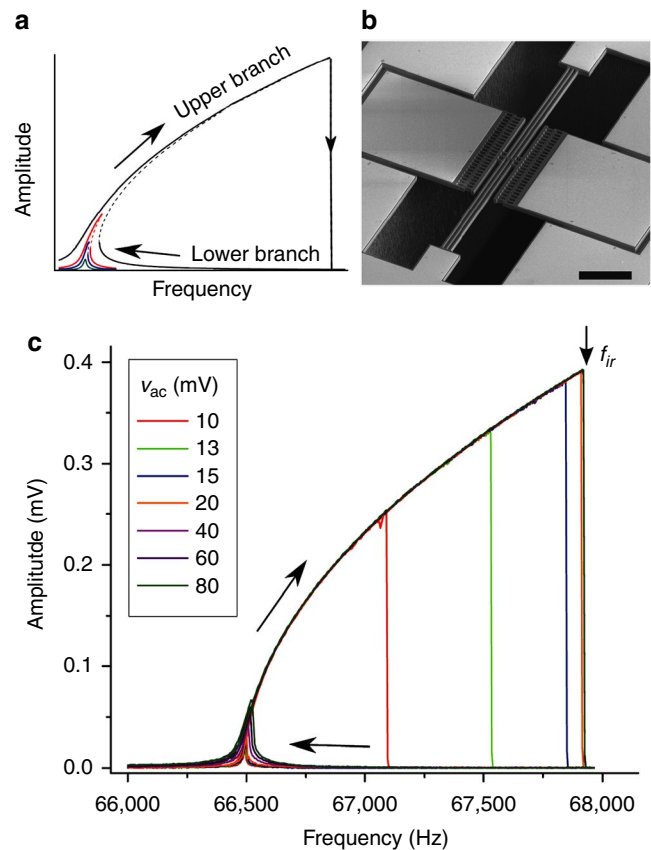 a
Amplitude
Upper branch
Lower branch
Frequency
b
c
Amplitutde (mV)
0.4
0.3
0.2
0.1
0.0
v_ac (mV)
10
13
15
20
40
60
80
f_ir
66,000 66,500 67,000 67,500 68,000
Frequency (Hz)